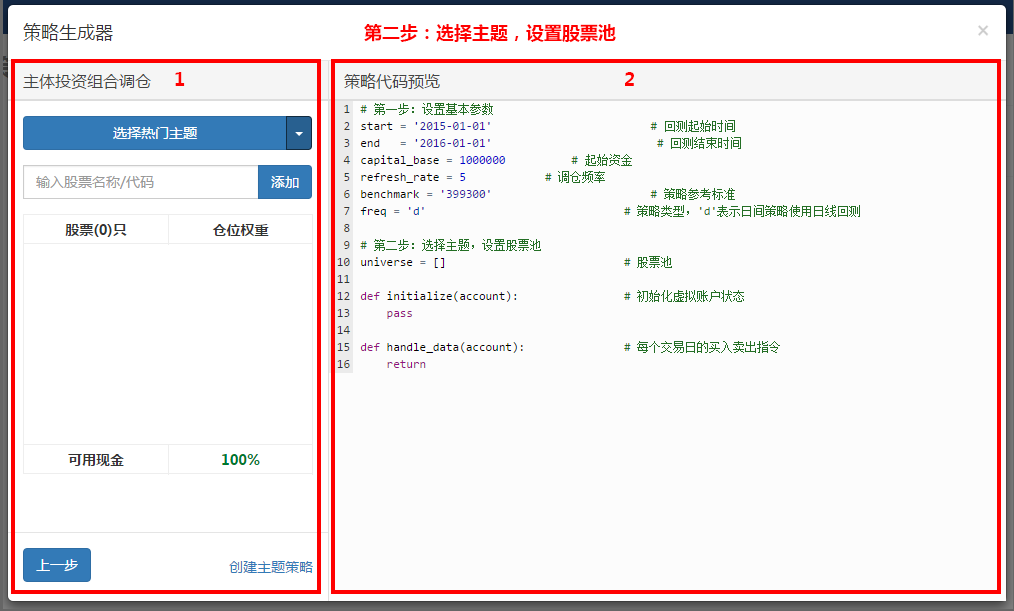 策略生成器
第二步：选择主题，设置股票池
×
主体投资组合调仓 1
选择热门主题
输入股票名称/代码 添加
股票(0)只 仓位权重
可用现金 100%
上一步 创建主题策略
策略代码预览 2
1 # 第一步：设置基本参数
2 start = '2015-01-01' # 回测起始时间
3 end = '2016-01-01' # 回测结束时间
4 capital_base = 1000000 # 起始资金
5 refresh_rate = 5 # 调仓频率
6 benchmark = '399300' # 策略参考标准
7 freq = 'd' # 策略类型，'d'表示日间策略使用日线回测
8
9 # 第二步：选择主题，设置股票池
10 universe = [] # 股票池
11
12 def initialize(account): # 初始化虚拟账户状态
13 pass
14
15 def handle_data(account): # 每个交易日的买入卖出指令
16 return